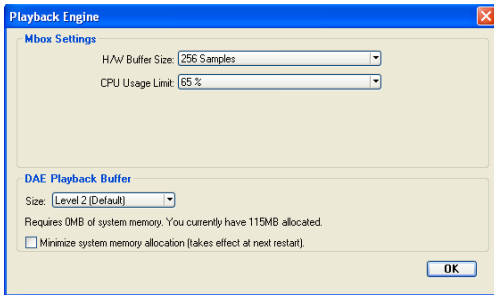 Playback Engine
Mbox Settings
H/W Buffer Size: 256 Samples
CPU Usage Limit: 65 %
DAE Playback Buffer
Size: Level 2 (Default)
Requires 0MB of system memory. You currently have 115MB allocated.
Minimize system memory allocation (takes effect at next restart).
OK